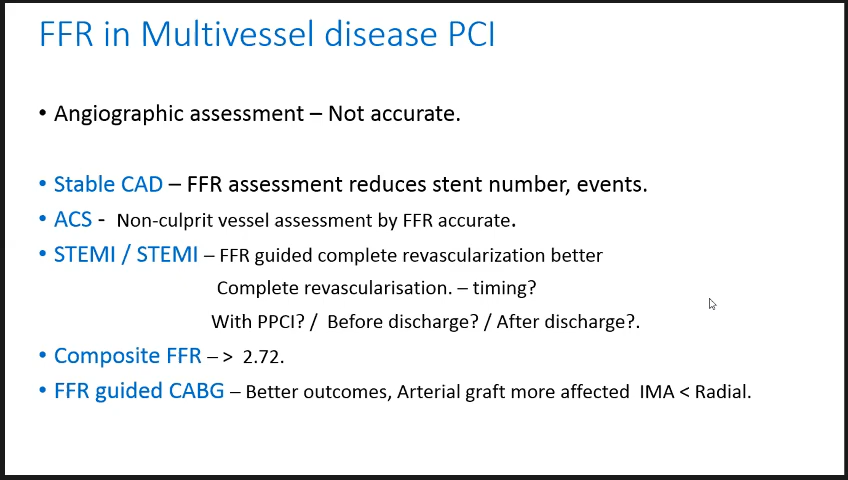 FFR in Multivessel disease PCI
• Angiographic assessment – Not accurate.
• Stable CAD – FFR assessment reduces stent number, events.
• ACS - Non-culprit vessel assessment by FFR accurate.
• STEMI / STEMI – FFR guided complete revascularization better
Complete revascularisation. – timing?
With PPCI? / Before discharge? / After discharge?.
• Composite FFR – > 2.72.
• FFR guided CABG – Better outcomes, Arterial graft more affected IMA < Radial.